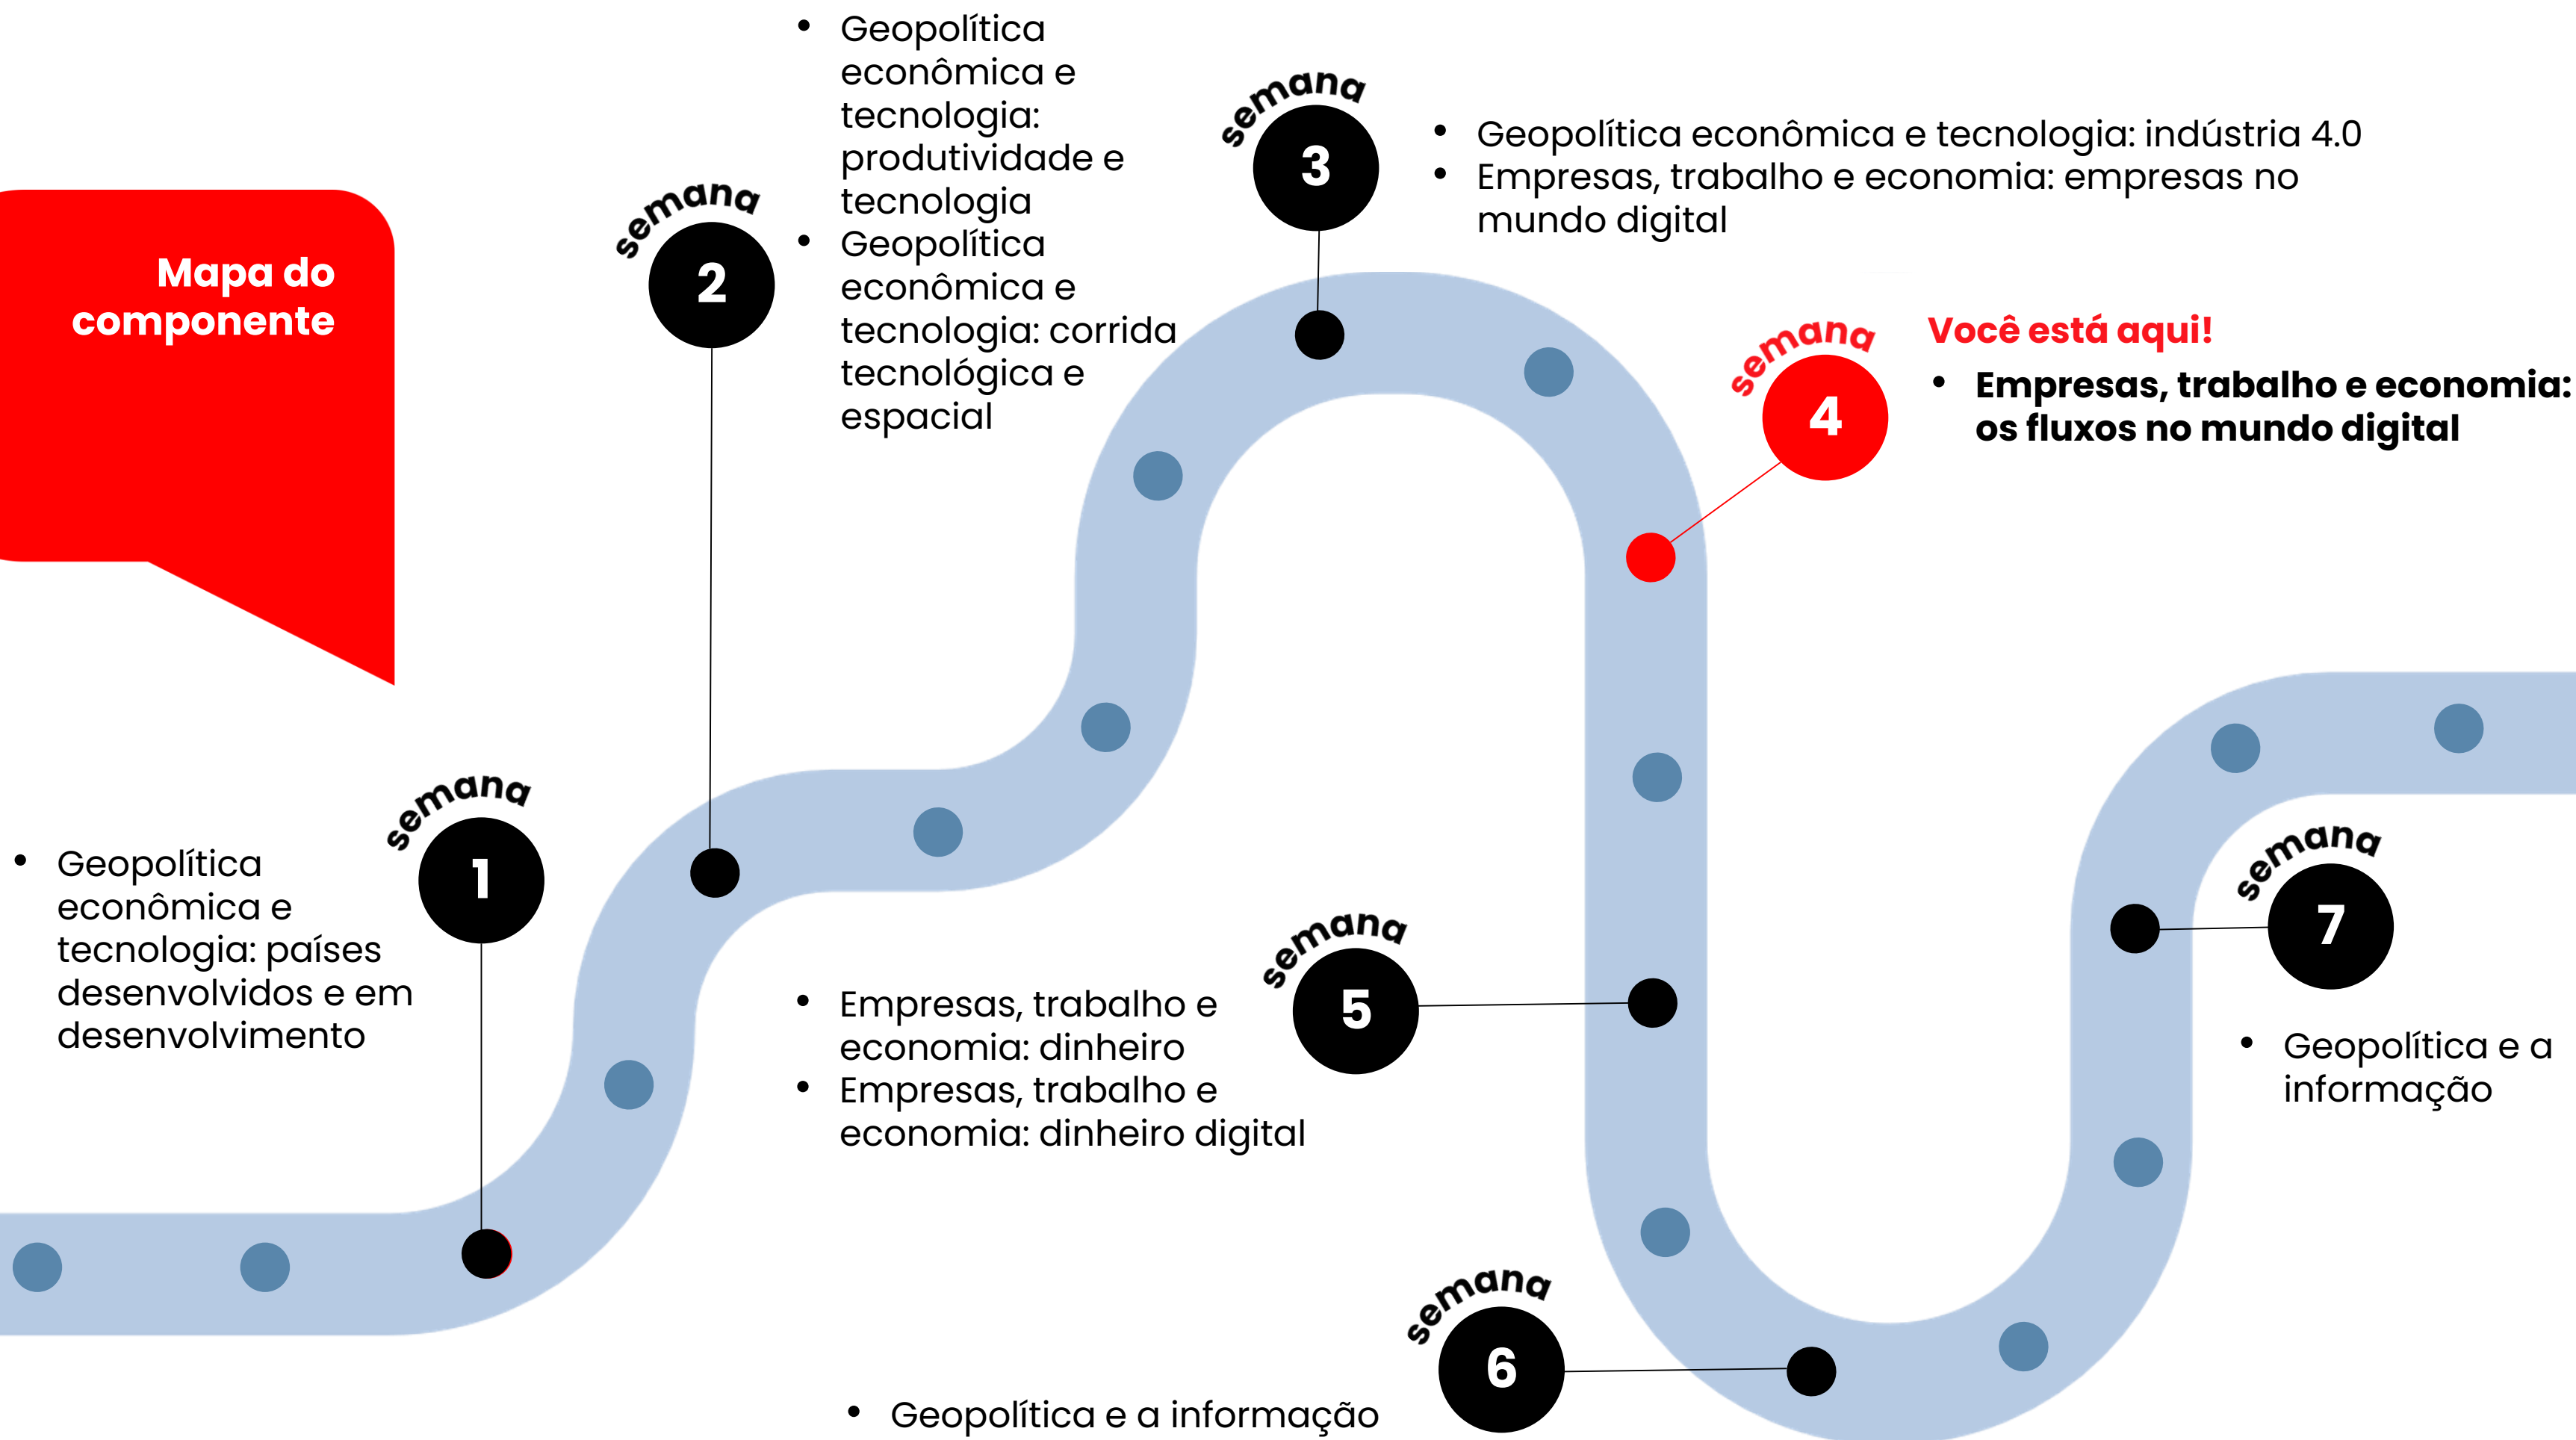 Mapa do
componente
semana
1
• Geopolítica
econômica e
tecnologia: países
desenvolvidos e em
desenvolvimento
semana
2
• Geopolítica
econômica e
tecnologia:
produtividade e
tecnologia
• Geopolítica
econômica e
tecnologia: corrida
tecnológica e
espacial
semana
3
• Geopolítica econômica e tecnologia: indústria 4.0
• Empresas, trabalho e economia: empresas no
mundo digital
semana
4
Você está aqui!
• Empresas, trabalho e economia:
os fluxos no mundo digital
semana
5
• Empresas, trabalho e
economia: dinheiro
• Empresas, trabalho e
economia: dinheiro digital
semana
6
• Geopolítica e a informação
semana
7
• Geopolítica e a
informação